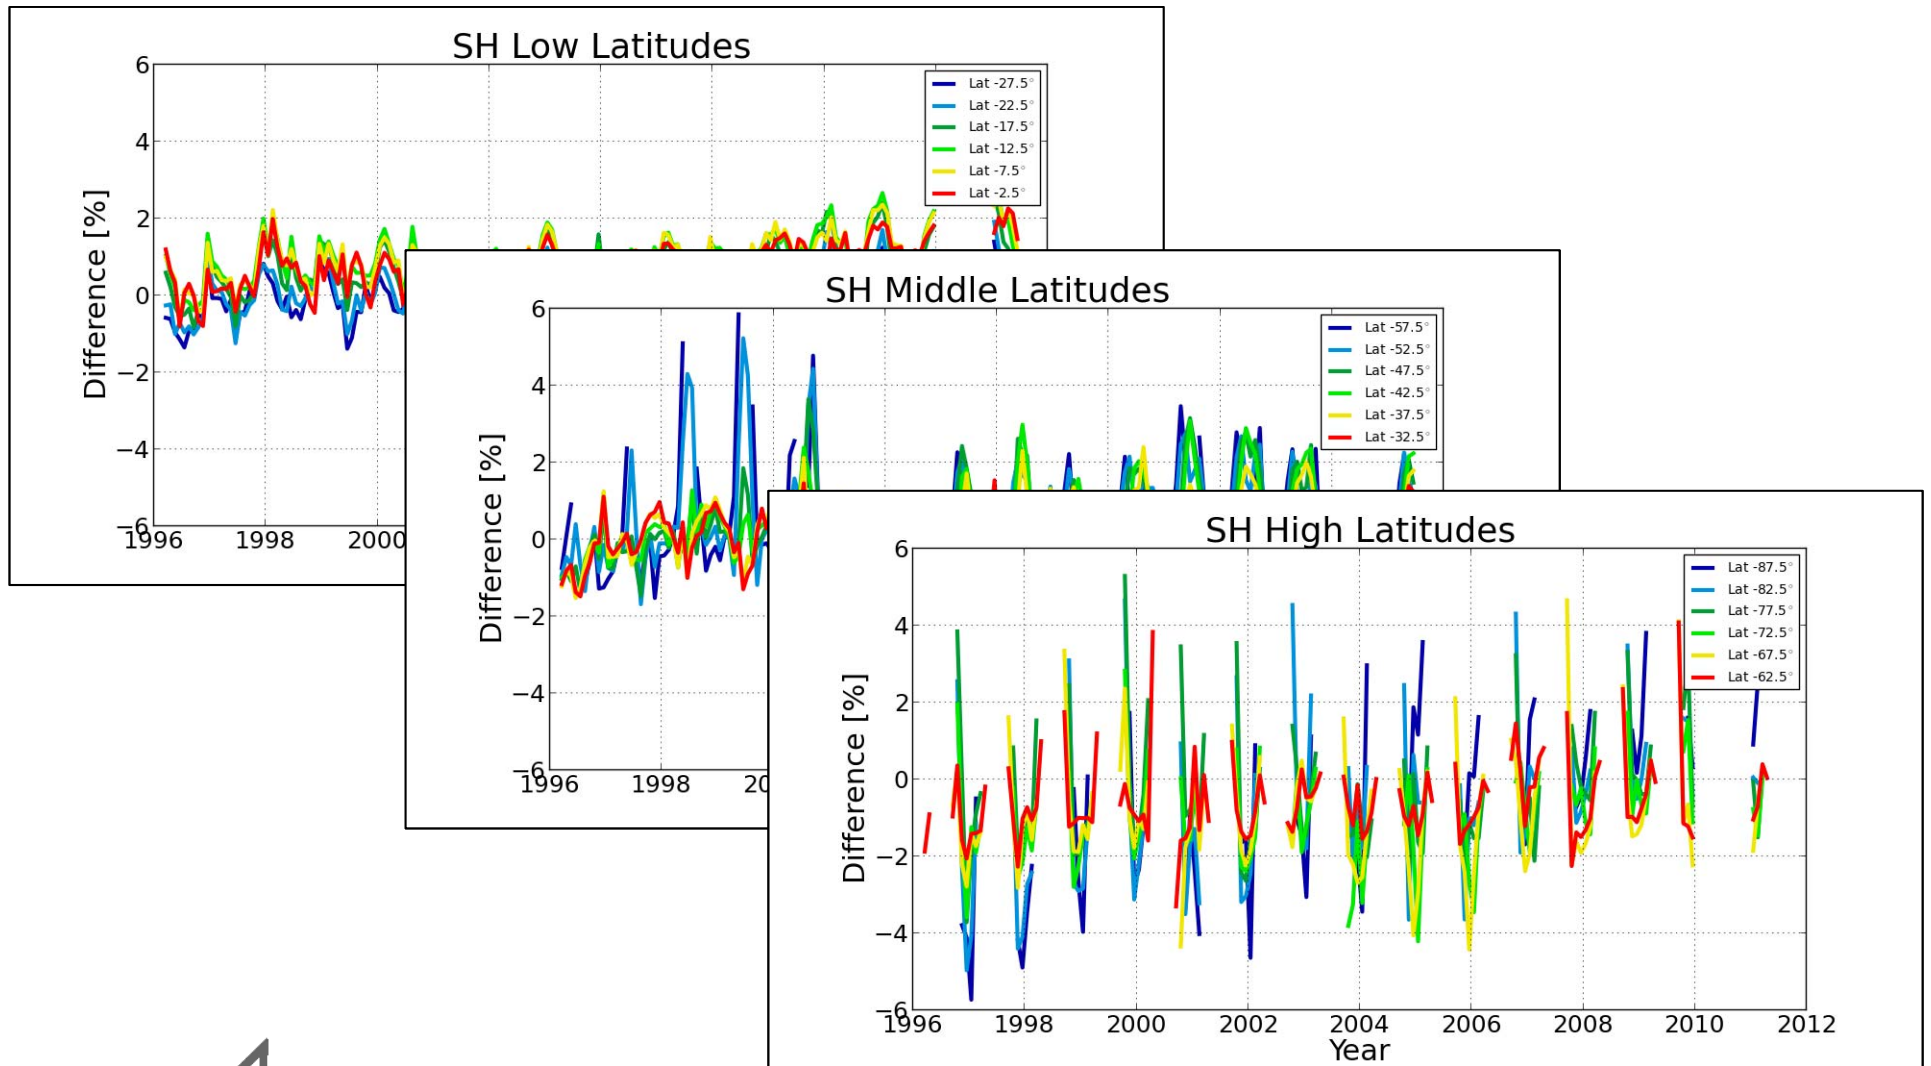 SH Low Latitudes
Difference [%]
6
4
2
0
−2
−4
−6
1996
1998
2000
Lat -27.5°
Lat -22.5°
Lat -17.5°
Lat -12.5°
Lat -7.5°
Lat -2.5°
SH Middle Latitudes
Difference [%]
6
4
2
0
−2
−4
−6
1996
1998
20
Lat -57.5°
Lat -52.5°
Lat -47.5°
Lat -42.5°
Lat -37.5°
Lat -32.5°
SH High Latitudes
Difference [%]
6
4
2
0
−2
−4
−6
1996
1998
2000
2002
2004
2006
2008
2010
2012
Year
Lat -87.5°
Lat -82.5°
Lat -77.5°
Lat -72.5°
Lat -67.5°
Lat -62.5°